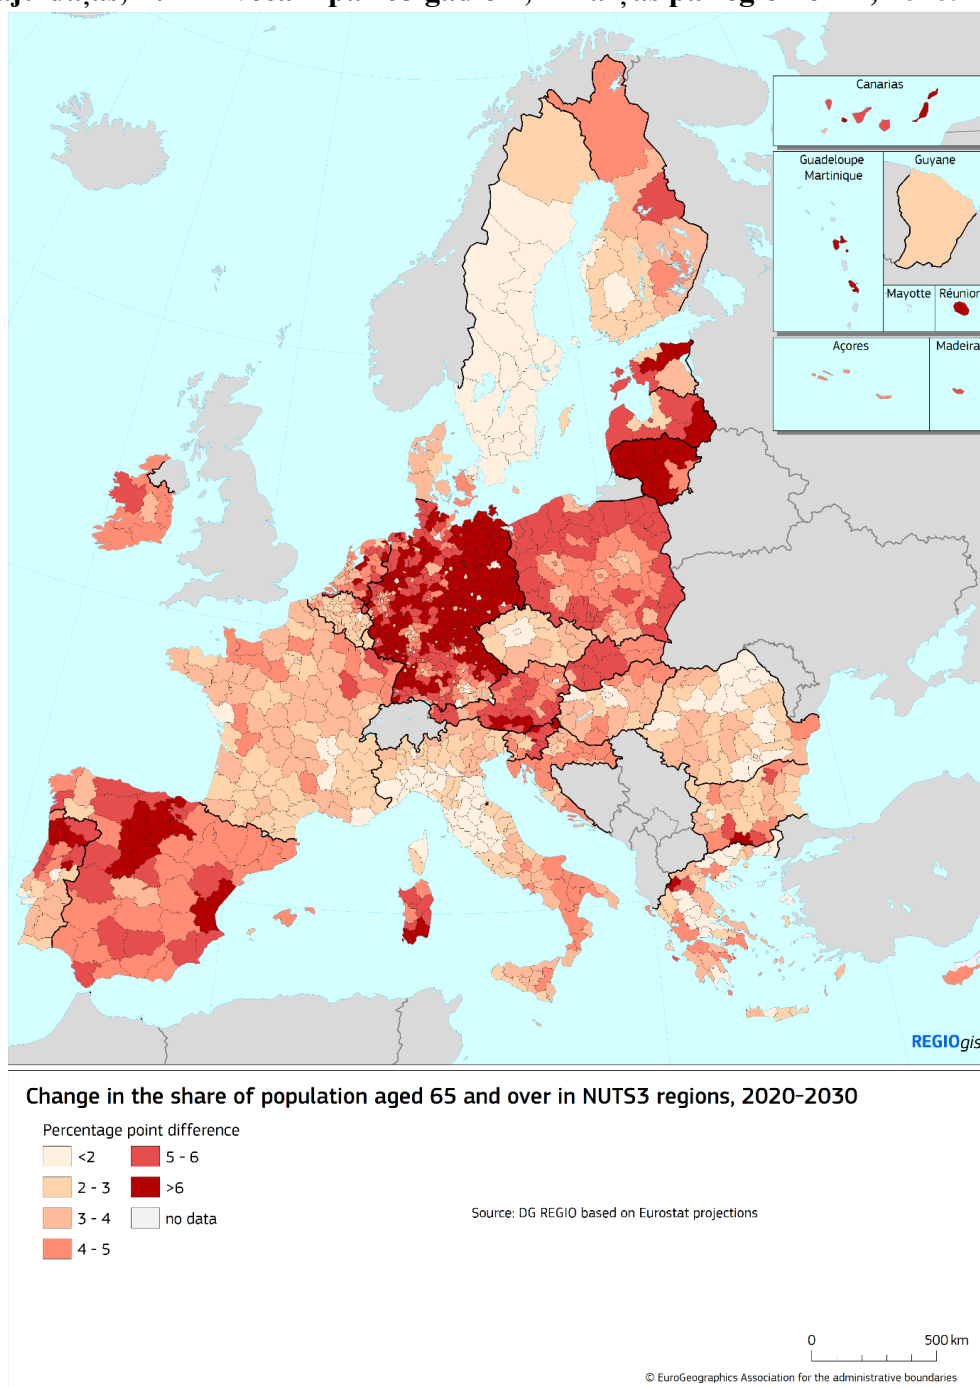 Canarias
Guadeloupe
Martinique
Guyane
Mayotte
Réunion
Açores
Madeira
REGIOgis
Change in the share of population aged 65 and over in NUTS3 regions, 2020-2030
Percentage point difference
<2
5 - 6
2 - 3
>6
3 - 4
no data
4 - 5
Source: DG REGIO based on Eurostat projections
0
500 km
© EuroGeographics Association for the administrative boundaries